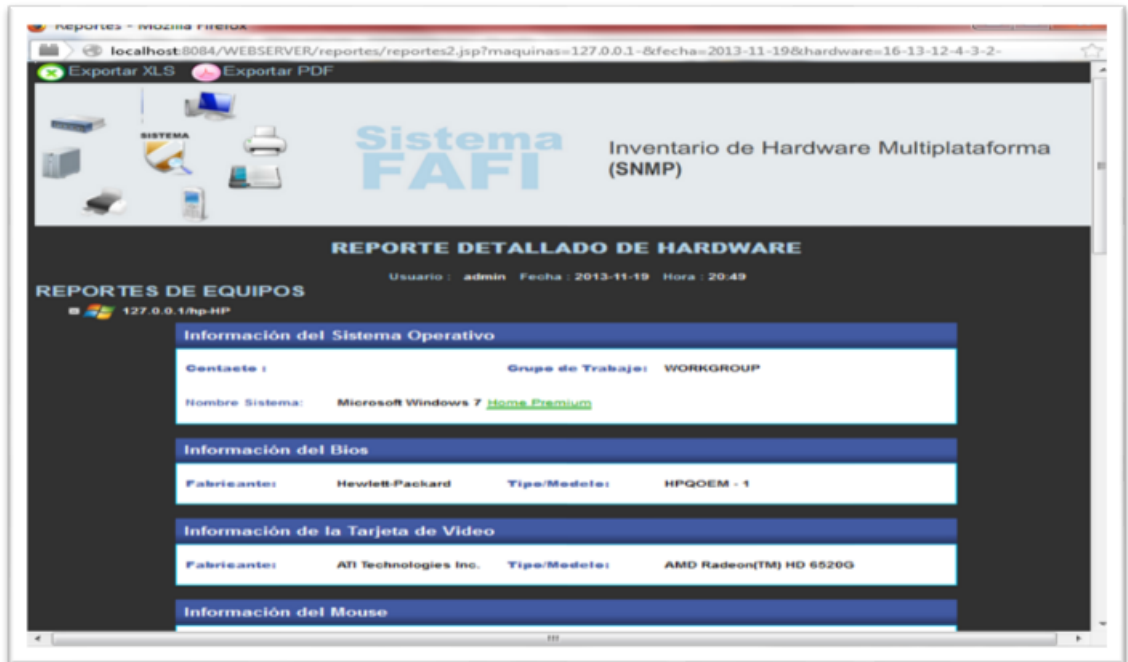 Reportes - Mozilla Firefox
localhost:8084/WEBSERVER/reportes/reportes2.jsp?maquinas=127.0.0.1-&fecha=2013-11-19&hardware=16-13-12-4-3-2-
Exportar XLS Exportar PDF
SISTEMA
Sistema
FAFI
Inventario de Hardware Multiplataforma
(SNMP)
REPORTE DETALLADO DE HARDWARE
Usuario : admin Fecha : 2013-11-19 Hora : 20:49
REPORTES DE EQUIPOS
127.0.0.1/hp-HP
Información del Sistema Operativo
Contacto : Grupo de Trabajo: WORKGROUP
Nombre Sistema: Microsoft Windows 7 Home Premium
Información del Bios
Fabricante: Hewlett-Packard Tipo/Modelo: HPQOEM - 1
Información de la Tarjeta de Video
Fabricante: ATI Technologies Inc. Tipo/Modelo: AMD Radeon(TM) HD 6520G
Información del Mouse